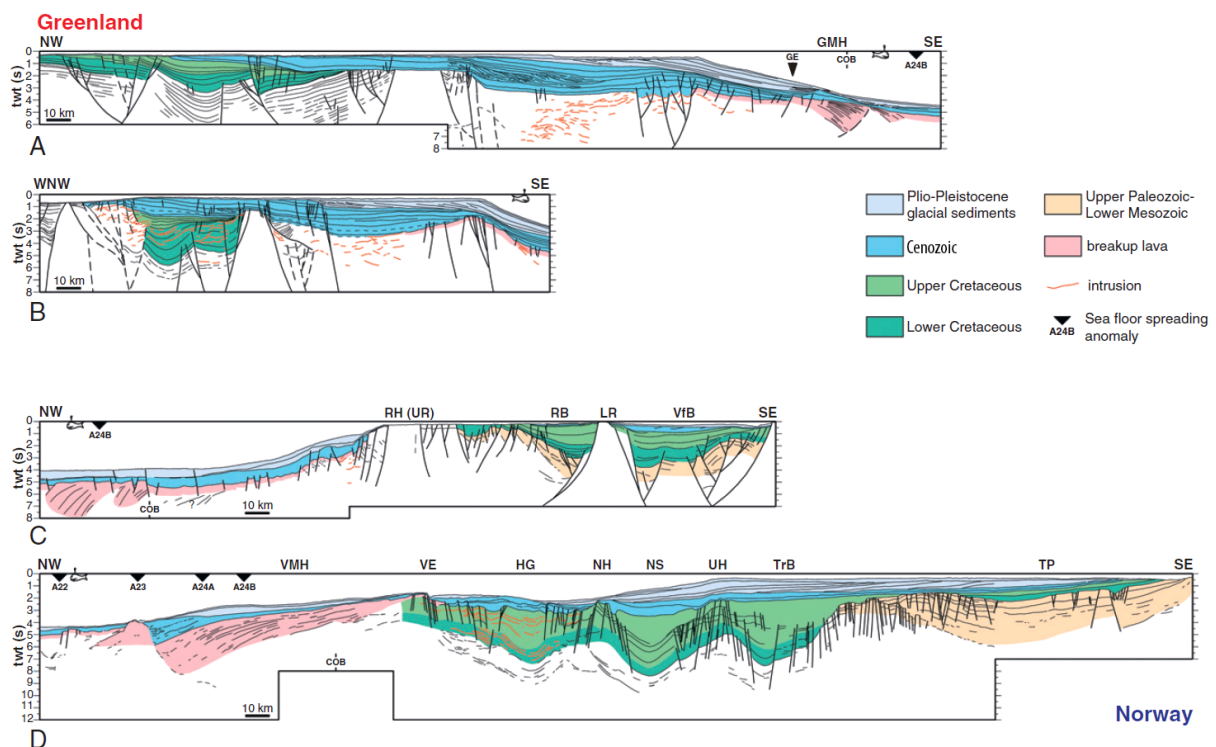 Greenland
NW GMH SE
GE COB A24B
twt (s)
0
1
2
3
4
5
6
7
8
10 km
A
WNW SE
twt (s)
0
1
2
3
4
5
6
7
8
10 km
B
Plio-Pleistocene
glacial sediments
Cenozoic
Upper Cretaceous
Lower Cretaceous
Upper Paleozoic-
Lower Mesozoic
breakup lava
intrusion
A24B
Sea floor spreading
anomaly
NW RH (UR) RB LR VfB SE
A24B
twt (s)
0
1
2
3
4
5
6
7
8
COB
?
10 km
C
NW VMH VE HG NH NS UH TrB TP SE
A22 A23 A24A A24B
twt (s)
0
1
2
3
4
5
6
7
8
9
10
11
12
COB
10 km
D
Norway